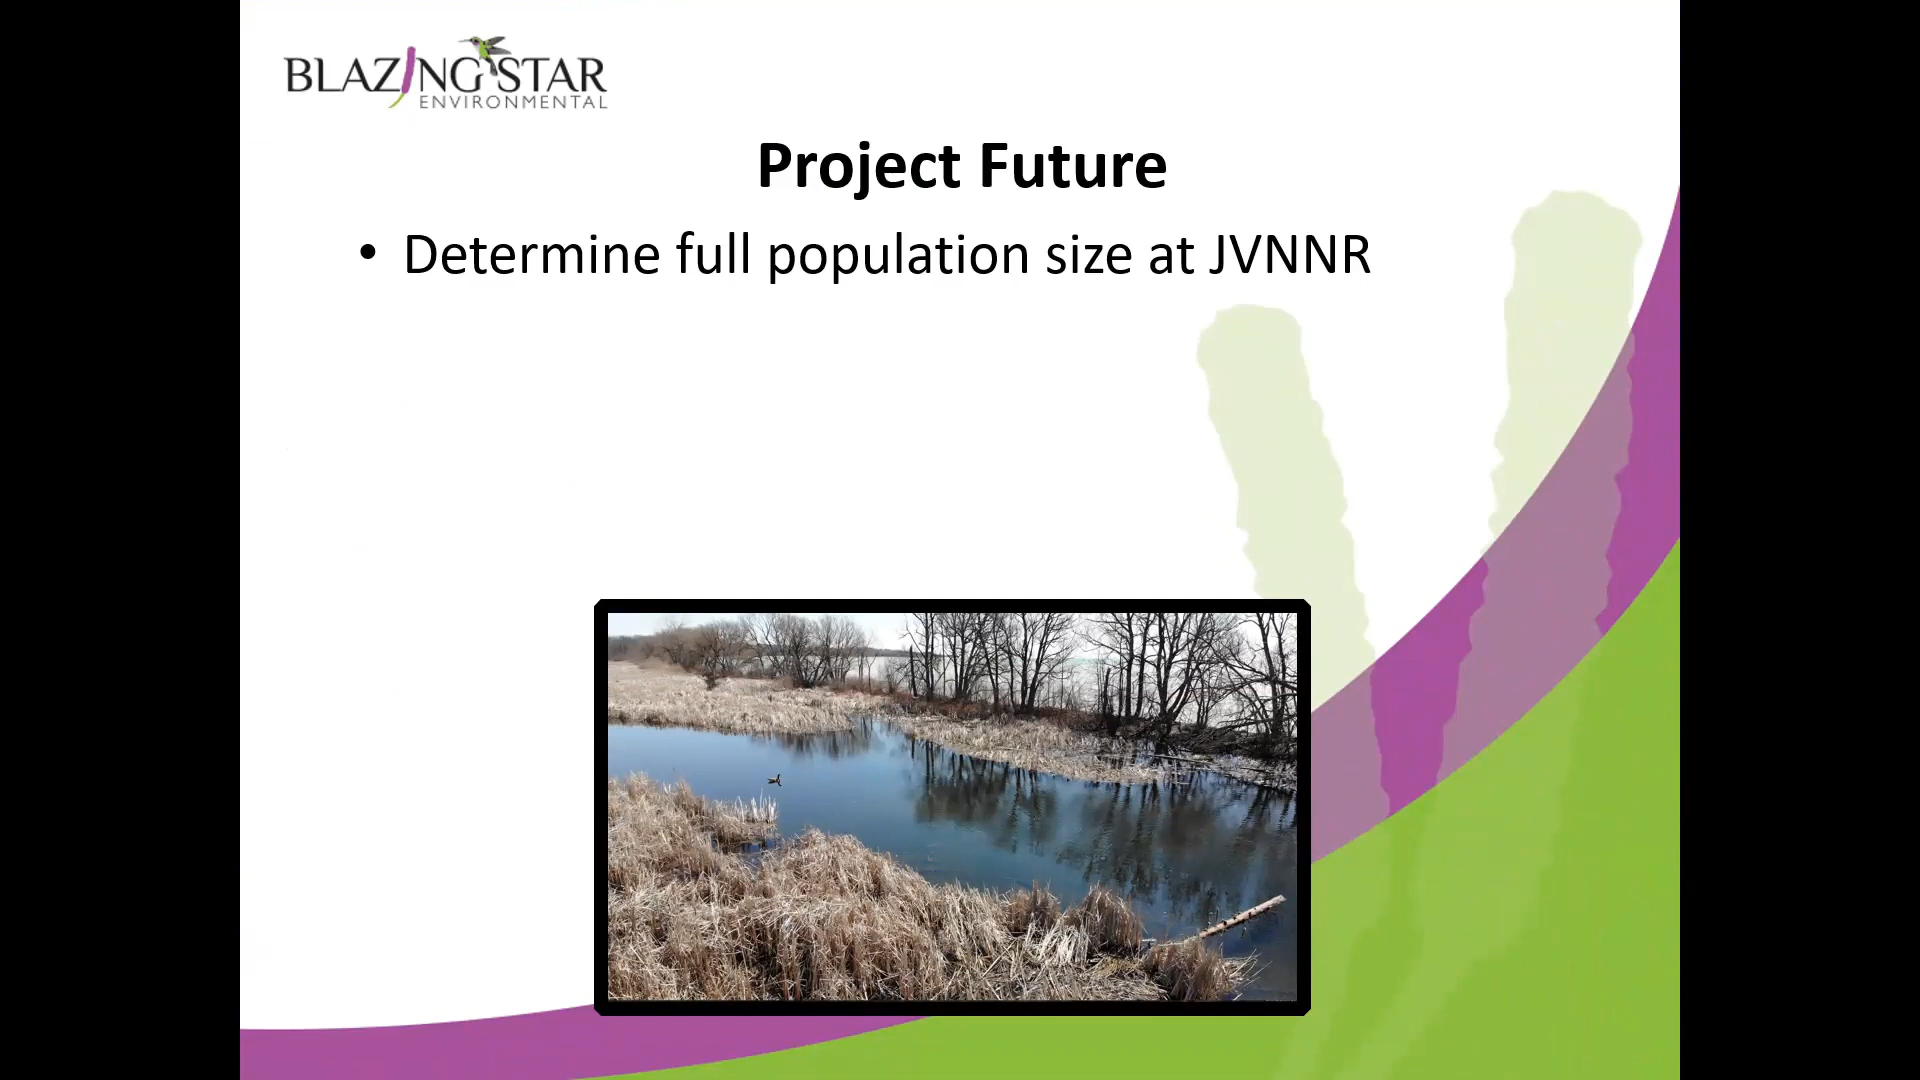 BLAZING STAR
ENVIRONMENTAL
Project Future
• Determine full population size at JVNNR